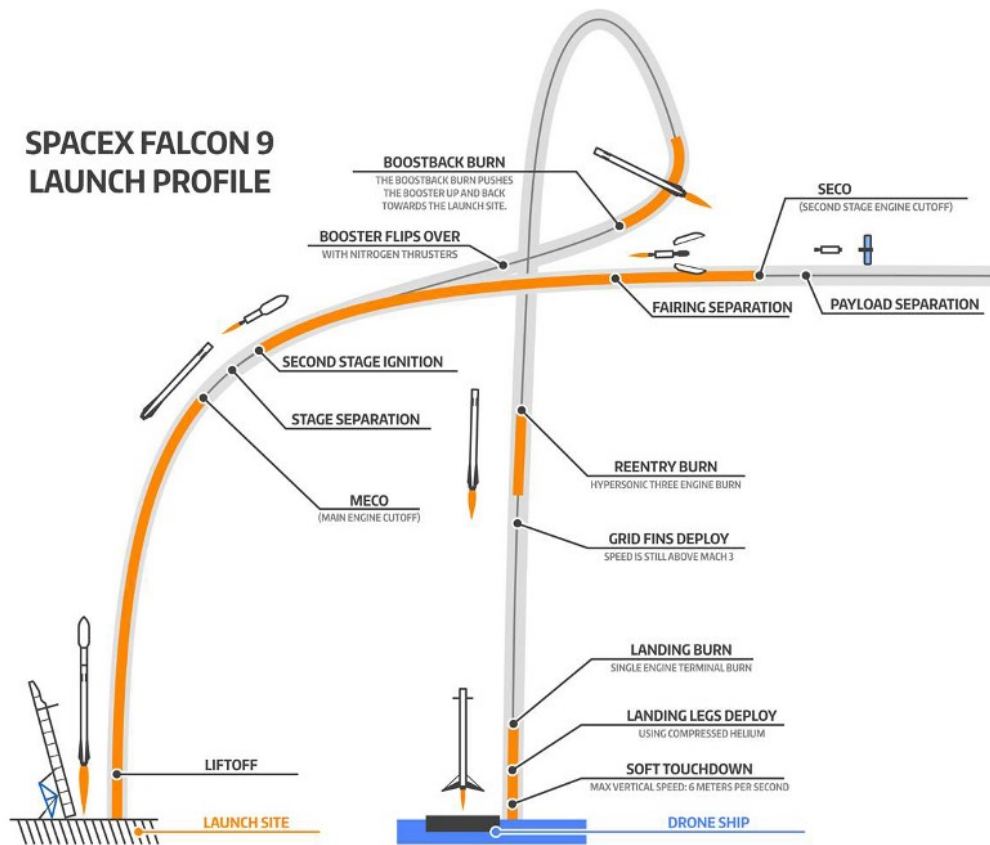 SPACEX FALCON 9
LAUNCH PROFILE
BOOSTBACK BURN
THE BOOSTBACK BURN PUSHES
THE BOOSTER UP AND BACK
TOWARDS THE LAUNCH SITE.
SECO
(SECOND STAGE ENGINE CUTOFF)
BOOSTER FLIPS OVER
WITH NITROGEN THRUSTERS
FAIRING SEPARATION
PAYLOAD SEPARATION
SECOND STAGE IGNITION
STAGE SEPARATION
MECO
(MAIN ENGINE CUTOFF)
REENTRY BURN
HYPERSONIC THREE ENGINE BURN
GRID FINS DEPLOY
SPEED IS STILL ABOVE MACH 3
LANDING BURN
SINGLE ENGINE TERMINAL BURN
LANDING LEGS DEPLOY
USING COMPRESSED HELIUM
SOFT TOUCHDOWN
MAX VERTICAL SPEED: 6 METERS PER SECOND
LIFTOFF
LAUNCH SITE
DRONE SHIP